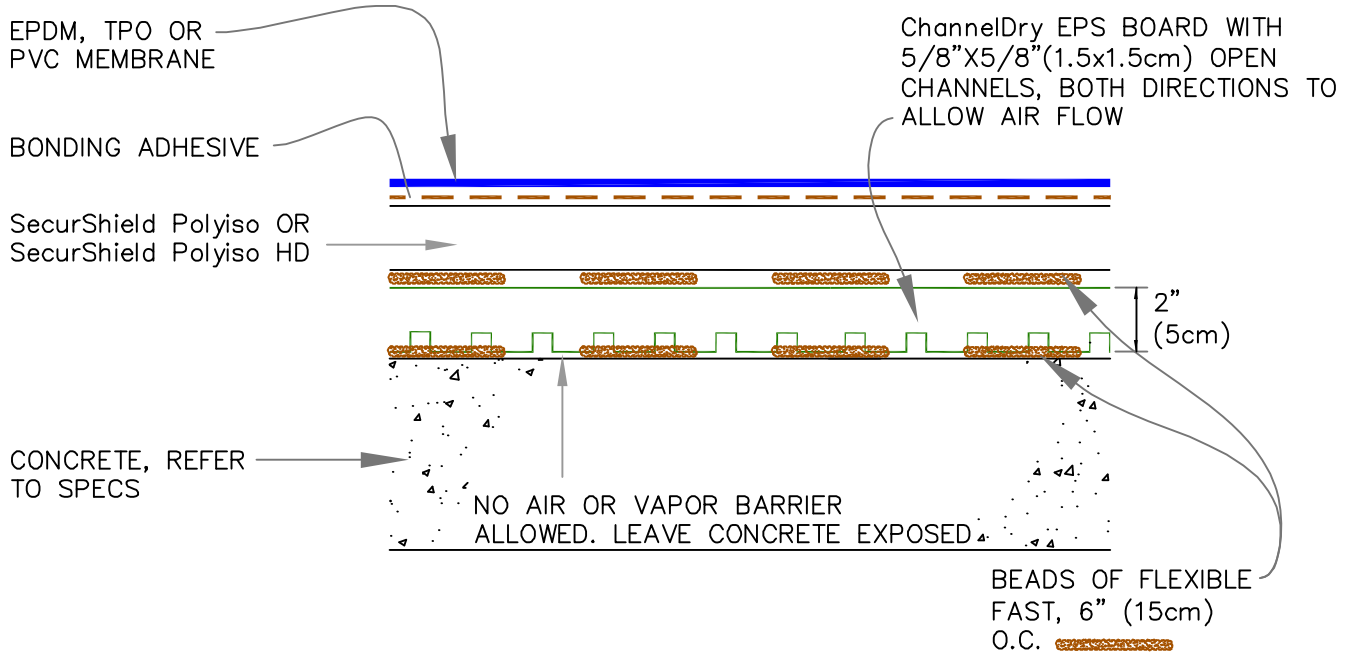 EPDM, TPO OR
PVC MEMBRANE
BONDING ADHESIVE
SecurShield Polyiso OR
SecurShield Polyiso HD
CONCRETE, REFER
TO SPECS
ChannelDry EPS BOARD WITH
5/8"X5/8"(1.5x1.5cm) OPEN
CHANNELS, BOTH DIRECTIONS TO
ALLOW AIR FLOW
2"
(5cm)
NO AIR OR VAPOR BARRIER
ALLOWED. LEAVE CONCRETE EXPOSED
BEADS OF FLEXIBLE
FAST, 6" (15cm)
O.C.